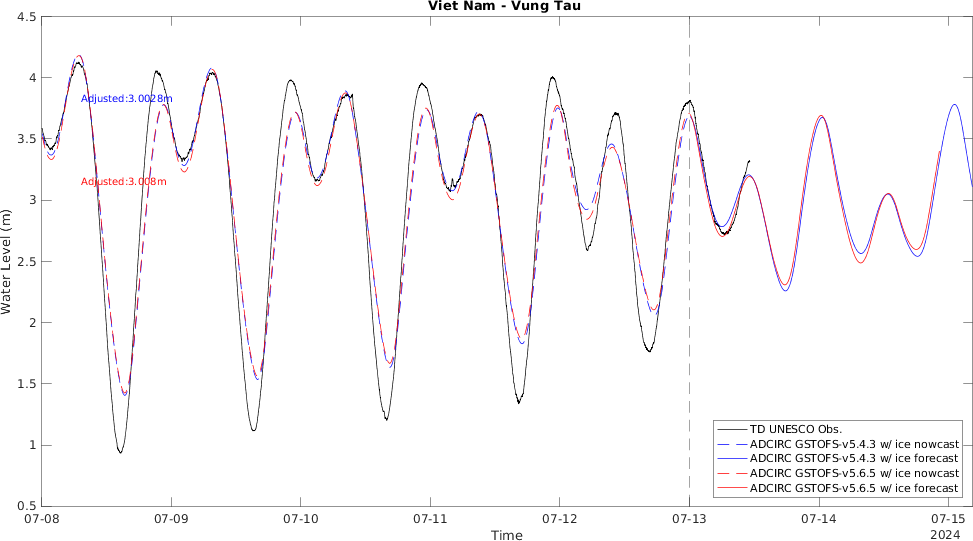 Viet Nam - Vung Tau
4.5
4
3.5
3
2.5
2
1.5
1
0.5
Water Level (m)
Adjusted:3.0028m
Adjusted:3.008m
TD UNESCO Obs.
ADCIRC GSTOFS-v5.4.3 w/ ice nowcast
ADCIRC GSTOFS-v5.4.3 w/ ice forecast
ADCIRC GSTOFS-v5.6.5 w/ ice nowcast
ADCIRC GSTOFS-v5.6.5 w/ ice forecast
07-08 07-09 07-10 07-11 07-12 07-13 07-14 07-15
2024
Time